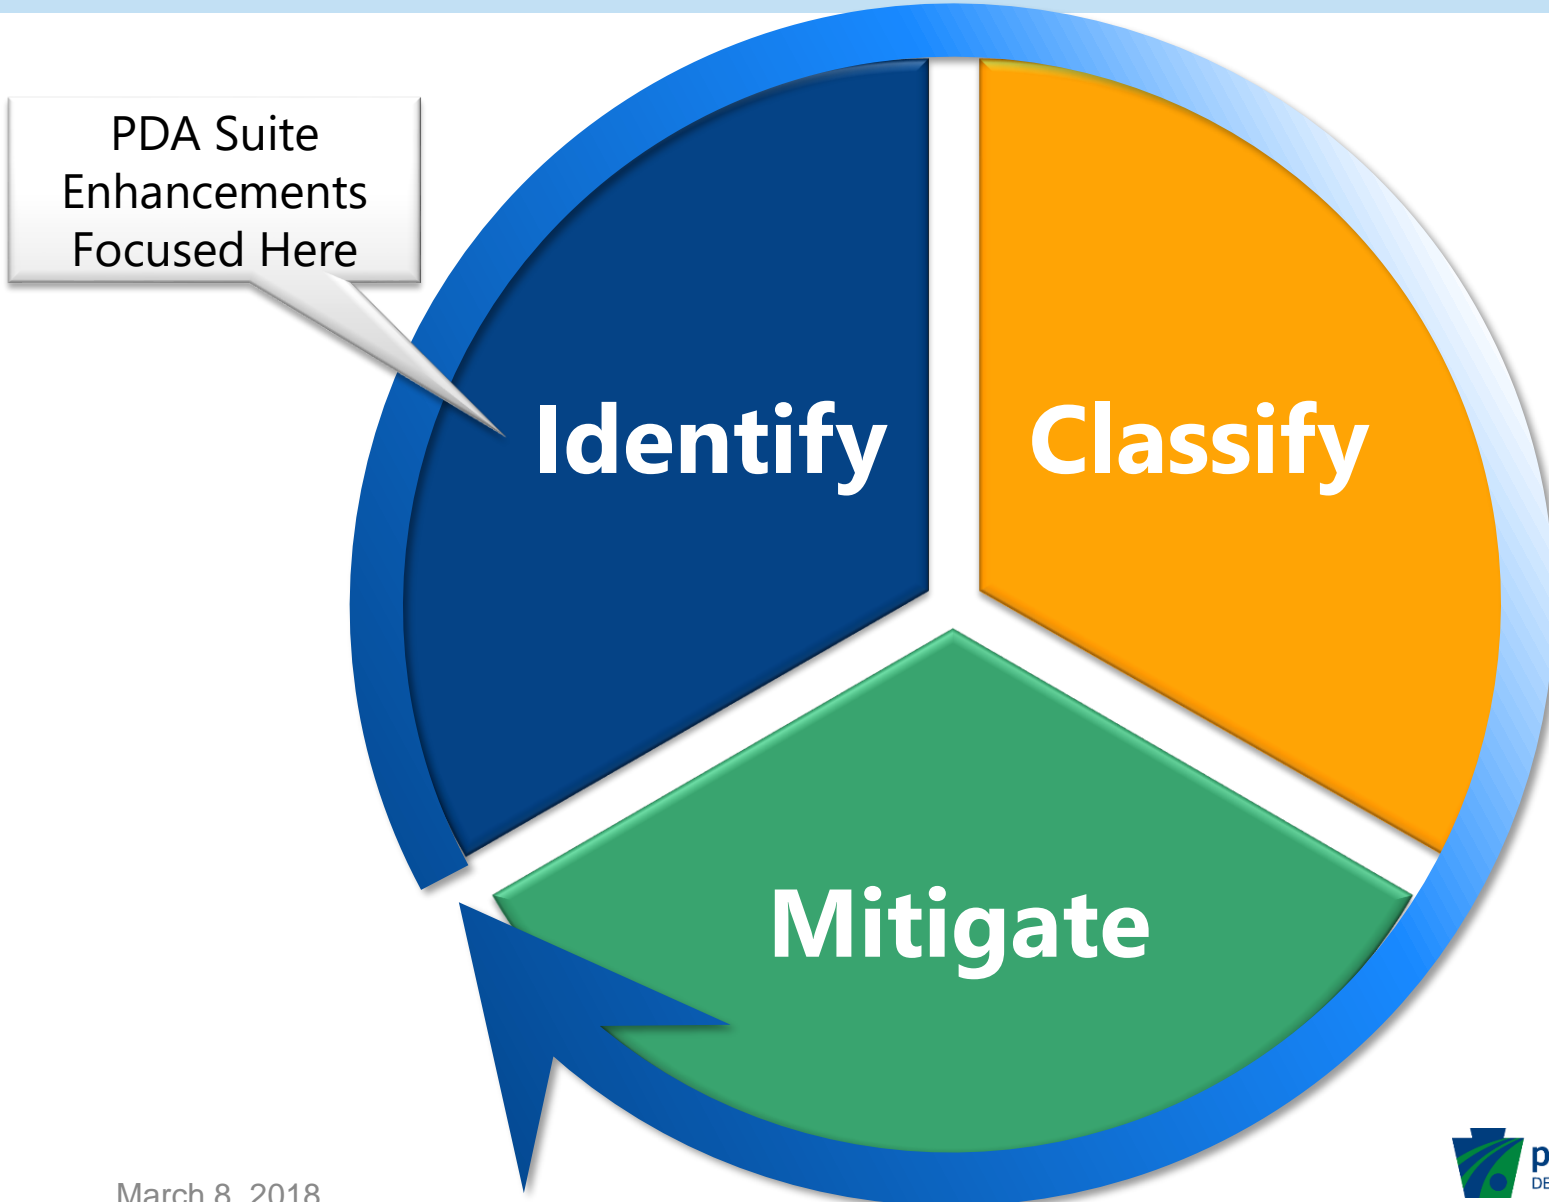 PDA Suite
Enhancements
Focused Here
Identify
Classify
Mitigate
March 8, 2018